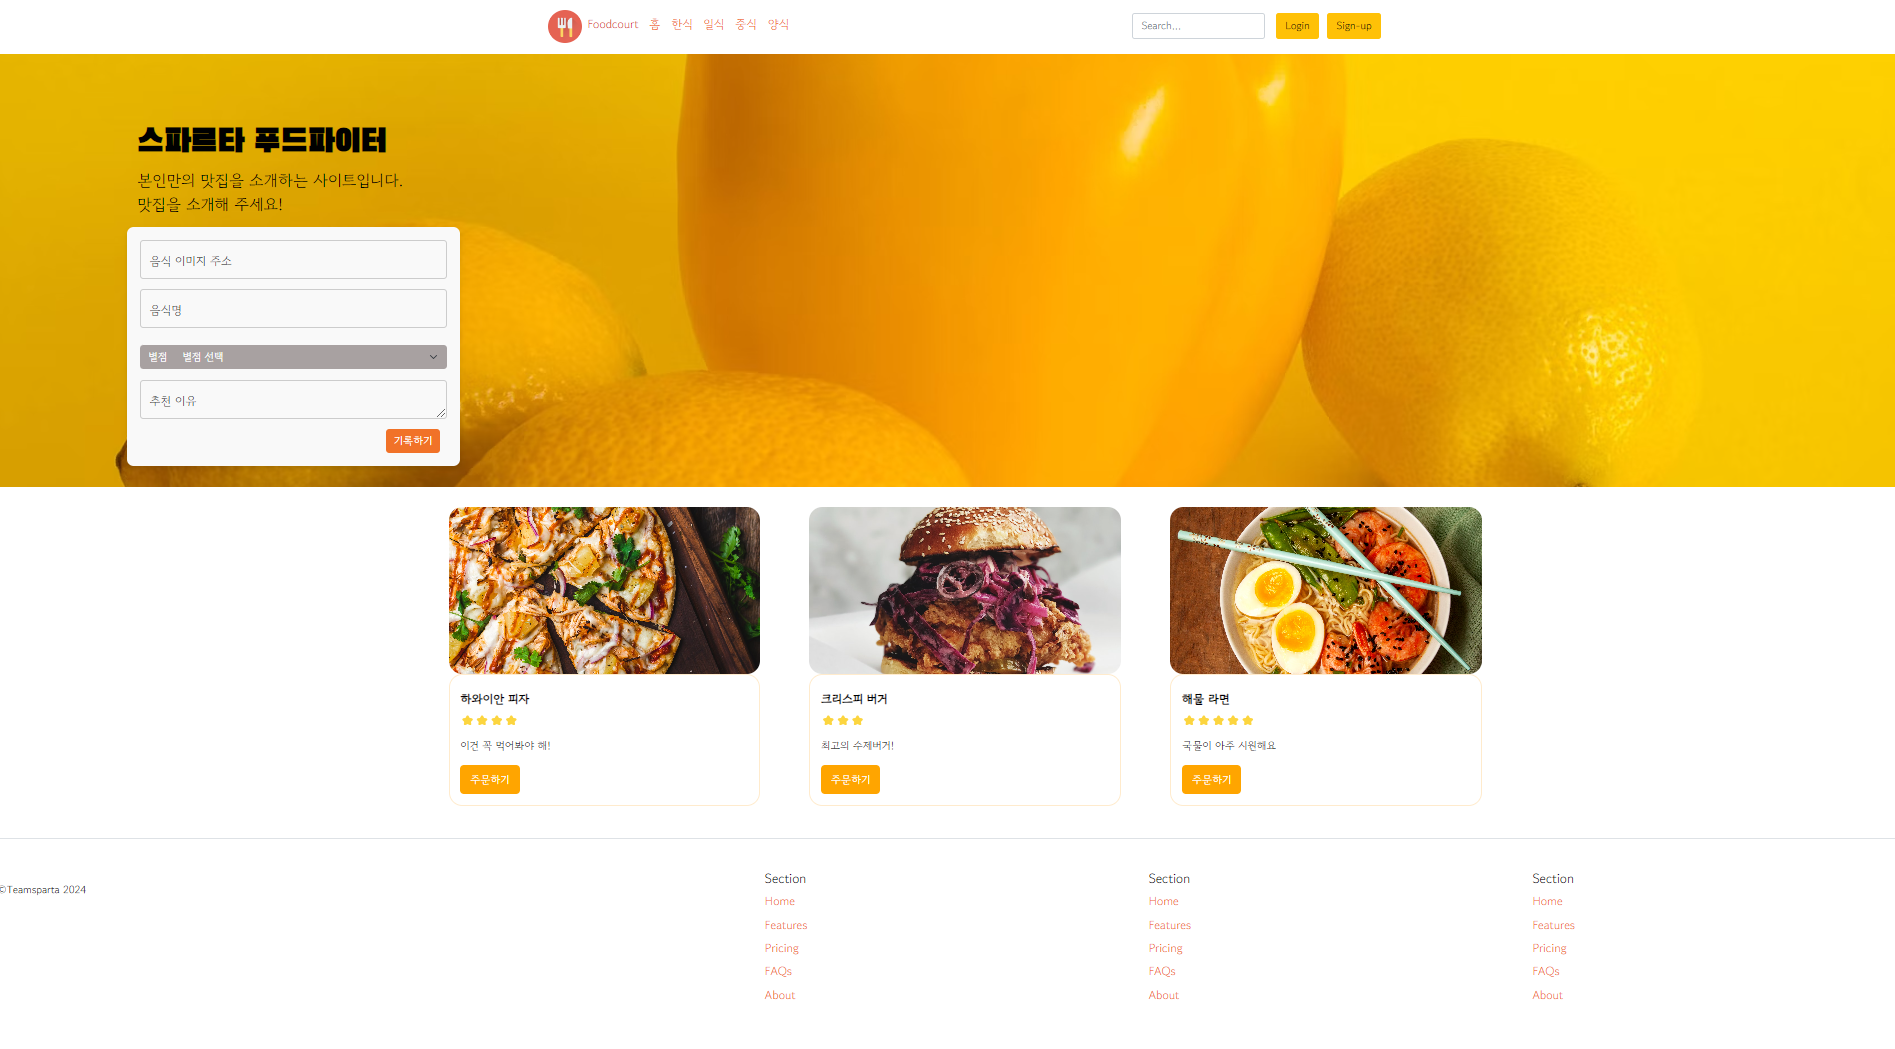 Foodcourt 홈 한식 일식 중식 양식 Search... Login Sign-up
스파르타 푸드파이터
본인만의 맛집을 소개하는 사이트입니다.
맛집을 소개해 주세요!
음식 이미지 주소
음식명
별점 별점 선택
추천 이유
기록하기
하와이안 피자
이건 꼭 먹어봐야 해!
주문하기
크리스피 버거
최고의 수제버거!
주문하기
해물 라면
국물이 아주 시원해요
주문하기
©Teamsparta 2024
Section
Home
Features
Pricing
FAQs
About
Section
Home
Features
Pricing
FAQs
About
Section
Home
Features
Pricing
FAQs
About